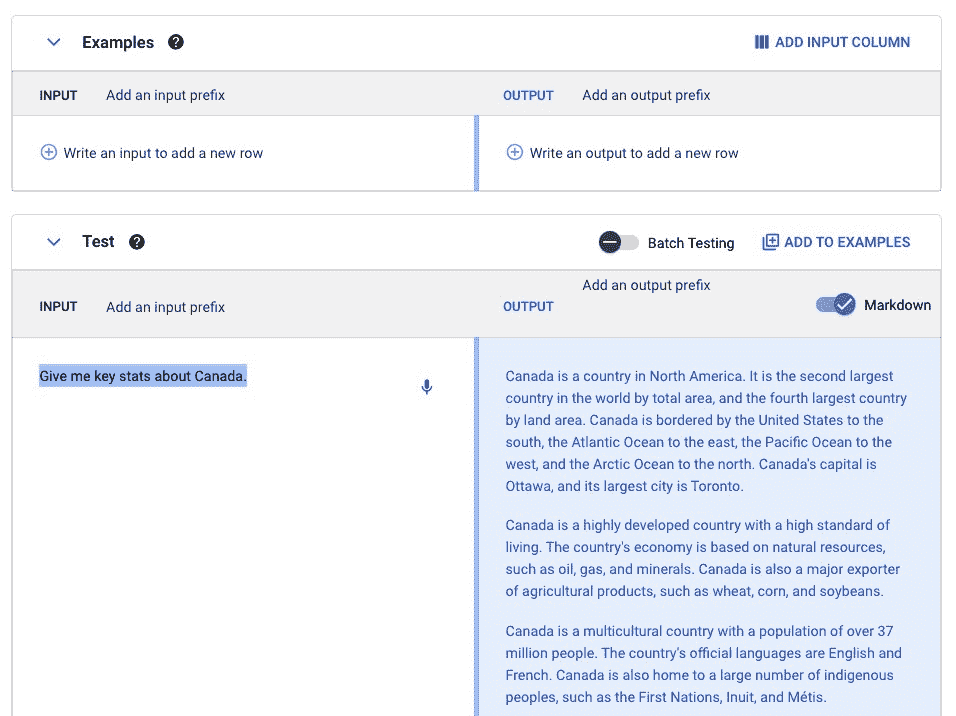 Examples ?
ADD INPUT COLUMN
INPUT Add an input prefix
OUTPUT Add an output prefix
Write an input to add a new row
Write an output to add a new row
Test ?
Batch Testing
ADD TO EXAMPLES
INPUT Add an input prefix
Add an output prefix
OUTPUT
Markdown
Give me key stats about Canada.
Canada is a country in North America. It is the second largest
country in the world by total area, and the fourth largest country
by land area. Canada is bordered by the United States to the
south, the Atlantic Ocean to the east, the Pacific Ocean to the
west, and the Arctic Ocean to the north. Canada's capital is
Ottawa, and its largest city is Toronto.
Canada is a highly developed country with a high standard of
living. The country's economy is based on natural resources,
such as oil, gas, and minerals. Canada is also a major exporter
of agricultural products, such as wheat, corn, and soybeans.
Canada is a multicultural country with a population of over 37
million people. The country's official languages are English and
French. Canada is also home to a large number of indigenous
peoples, such as the First Nations, Inuit, and Métis.